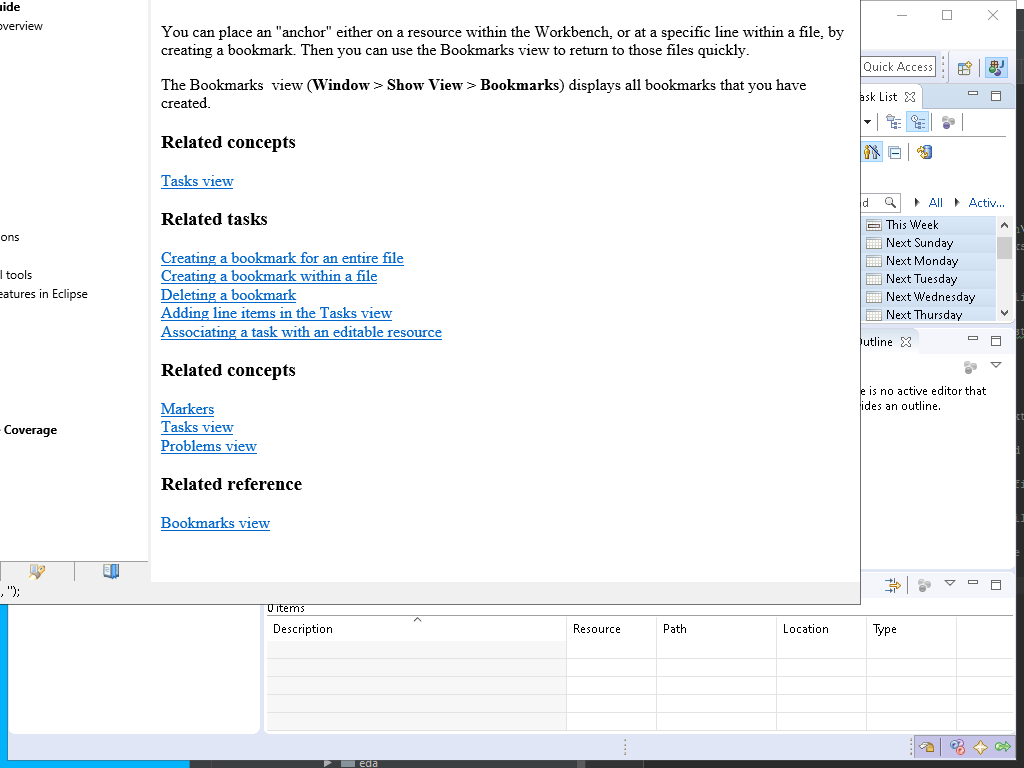 uide
overview
ons
l tools
eatures in Eclipse
Coverage
, ");
You can place an "anchor" either on a resource within the Workbench, or at a specific line within a file, by
creating a bookmark. Then you can use the Bookmarks view to return to those files quickly.
The Bookmarks view (Window > Show View > Bookmarks) displays all bookmarks that you have
created.
Related concepts
Tasks view
Related tasks
Creating a bookmark for an entire file
Creating a bookmark within a file
Deleting a bookmark
Adding line items in the Tasks view
Associating a task with an editable resource
Related concepts
Markers
Tasks view
Problems view
Related reference
Bookmarks view
Quick Access
ask List
d
All
Activ...
This Week
Next Sunday
Next Monday
Next Tuesday
Next Wednesday
Next Thursday
utline
e is no active editor that
ides an outline.
0 items
Description Resource Path Location Type
eda